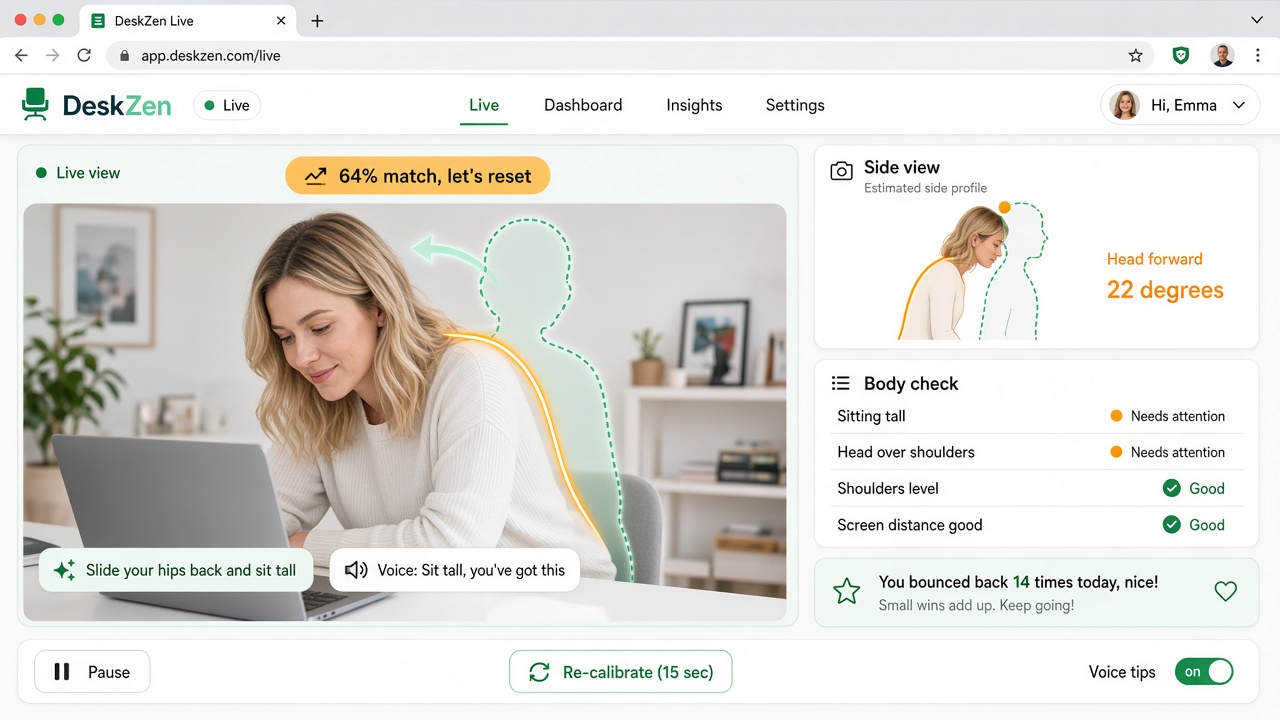 DeskZen Live
app.deskzen.com/live
DeskZen
Live
Live
Dashboard
Insights
Settings
Hi, Emma
Live view
64% match, let's reset
Slide your hips back and sit tall
Voice: Sit tall, you've got this
Side view
Estimated side profile
Head forward
22 degrees
Body check
Sitting tall
Needs attention
Head over shoulders
Needs attention
Shoulders level
Good
Screen distance good
Good
You bounced back 14 times today, nice!
Small wins add up. Keep going!
Pause
Re-calibrate (15 sec)
Voice tips
on